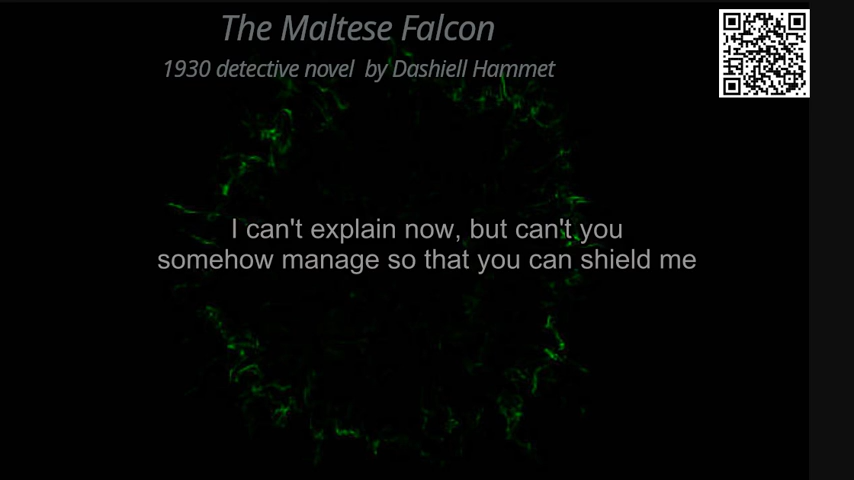 The Maltese Falcon
1930 detective novel by Dashiell Hammet
I can't explain now, but can't you
somehow manage so that you can shield me